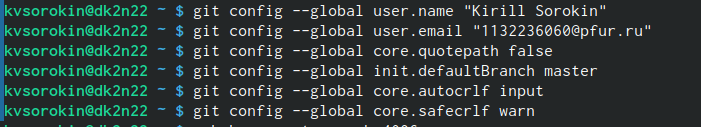 kvsorokin@dk2n22 ~ $ git config --global user.name "Kirill Sorokin"
kvsorokin@dk2n22 ~ $ git config --global user.email "1132236060@pfur.ru"
kvsorokin@dk2n22 ~ $ git config --global core.quotepath false
kvsorokin@dk2n22 ~ $ git config --global init.defaultBranch master
kvsorokin@dk2n22 ~ $ git config --global core.autocrlf input
kvsorokin@dk2n22 ~ $ git config --global core.safecrlf warn